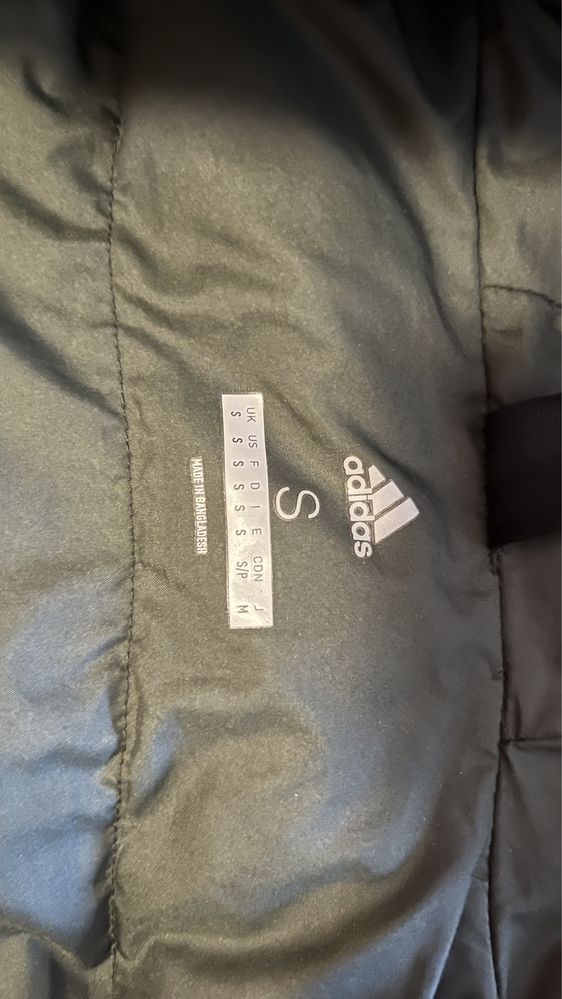 adidas
S
UK US F D I E CDN J
S S S S S S S/P M
MADE IN BANGLADESH